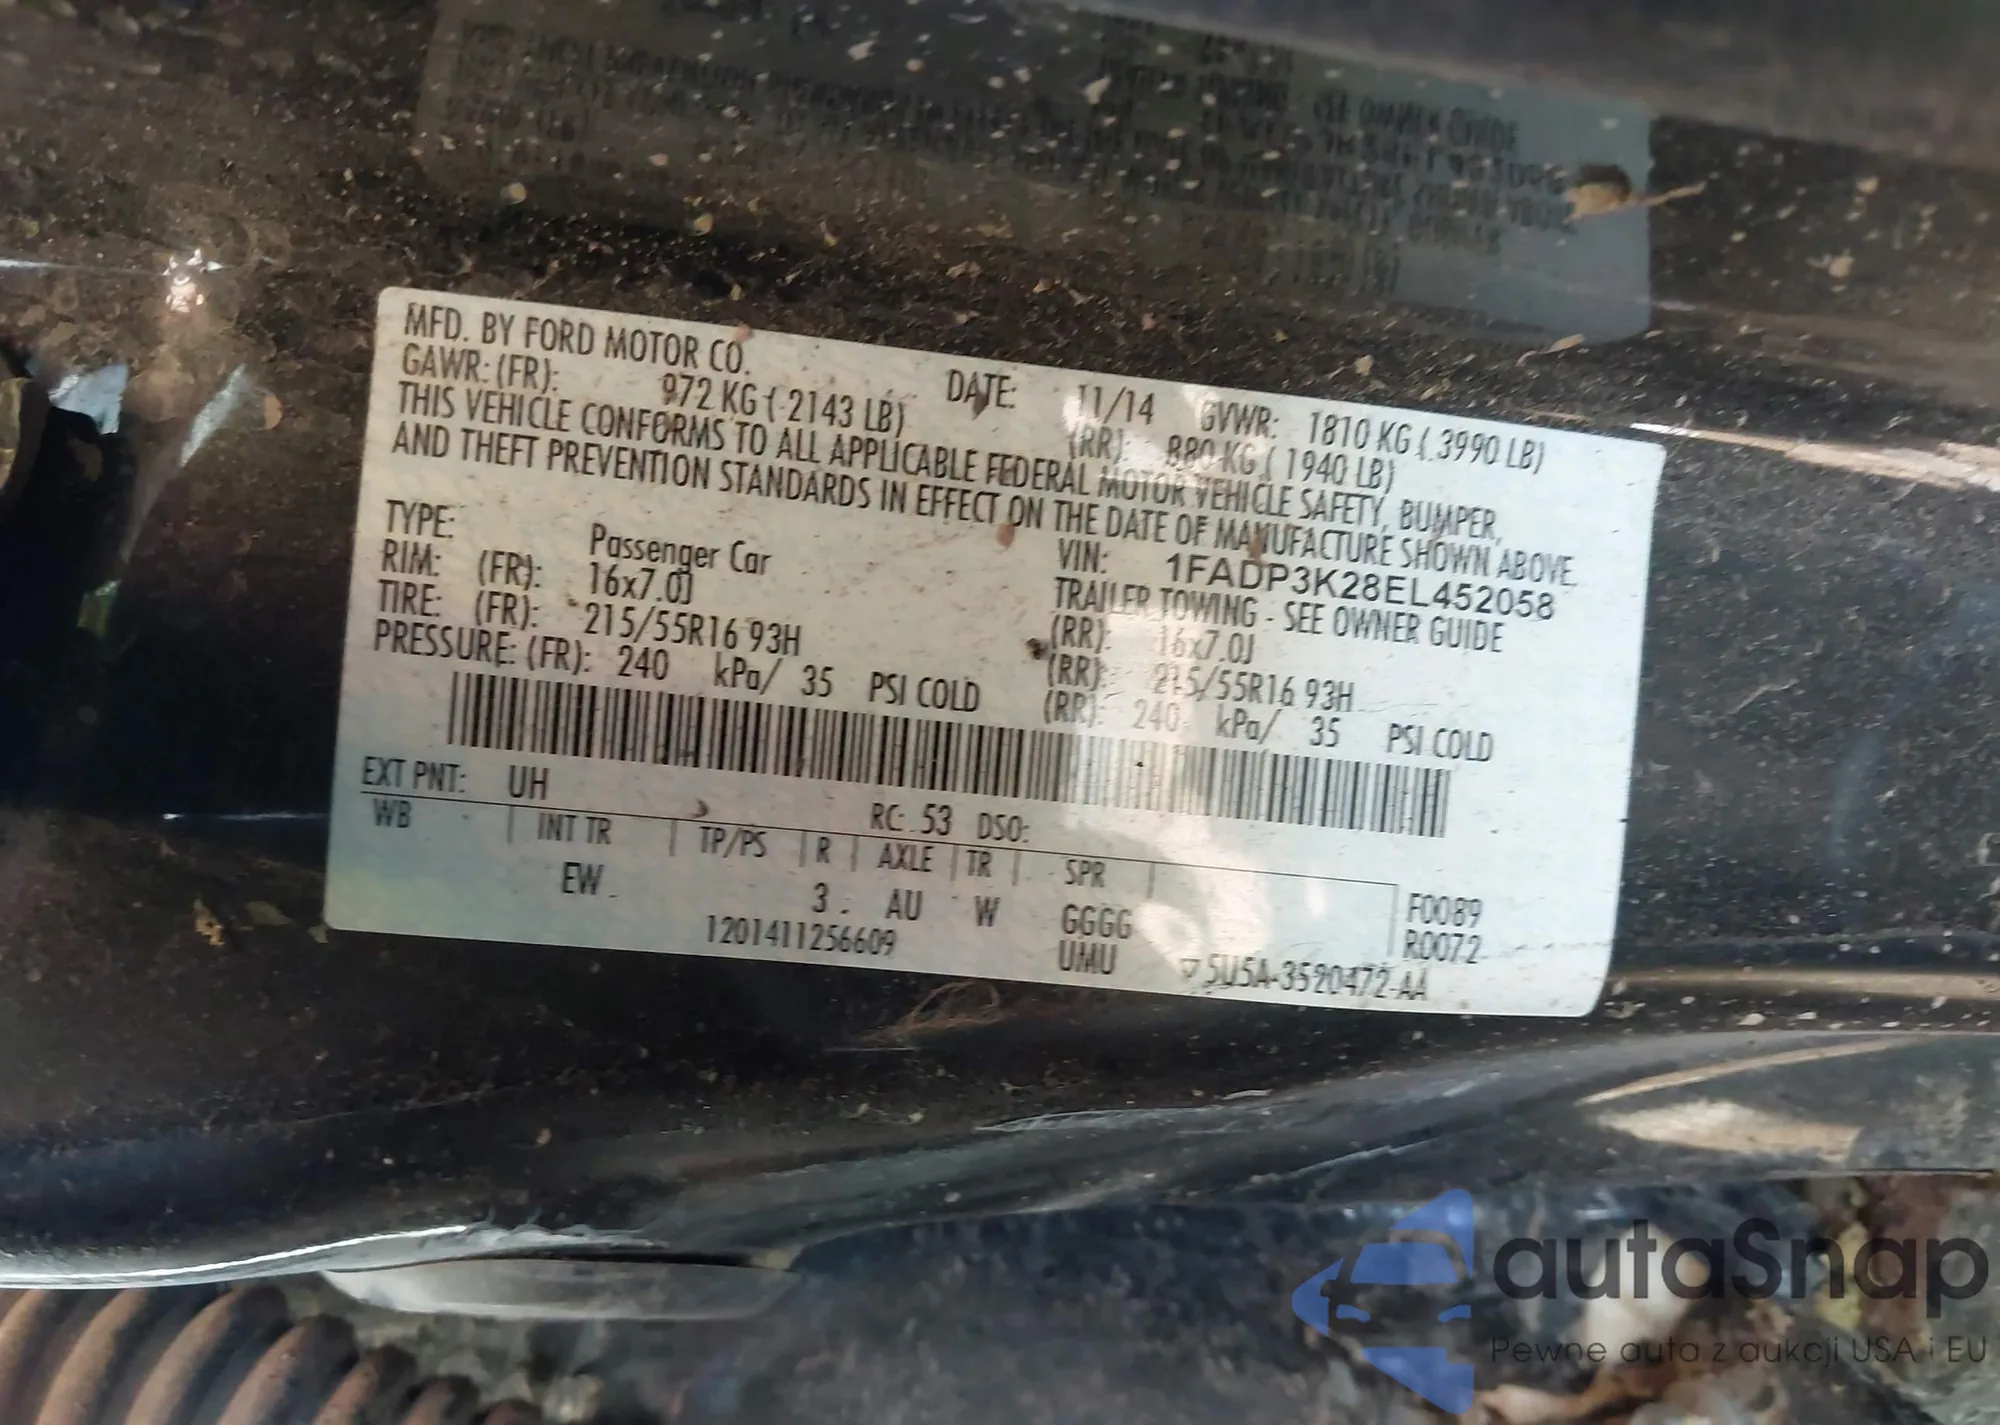 MFD. BY FORD MOTOR CO.
DATE: 11/14 GVWR: 1810 KG ( 3990 LB)
GAWR: (FR): 972 KG ( 2143 LB) (RR): 880 KG ( 1940 LB)
THIS VEHICLE CONFORMS TO ALL APPLICABLE FEDERAL MOTOR VEHICLE SAFETY, BUMPER,
AND THEFT PREVENTION STANDARDS IN EFFECT ON THE DATE OF MANUFACTURE SHOWN ABOVE.
VIN: 1FADP3K28EL452058
TYPE: Passenger Car TRAILER TOWING - SEE OWNER GUIDE
RIM: (FR): 16x7.0J (RR): 16x7.0J
TIRE: (FR): 215/55R16 93H (RR): 215/55R16 93H
PRESSURE: (FR): 240 kPa/ 35 PSI COLD (RR): 240 kPa/ 35 PSI COLD
EXT PNT: UH RC: 53 DSO:
WB | INT TR | TP/PS | R | AXLE | TR | SPR |
EW 3 AU W GGGG F0089
UMU R0072
1201411256609 ▽5U5A-3520472-AA
autaSnap
Pewne auta z aukcji USA i EU